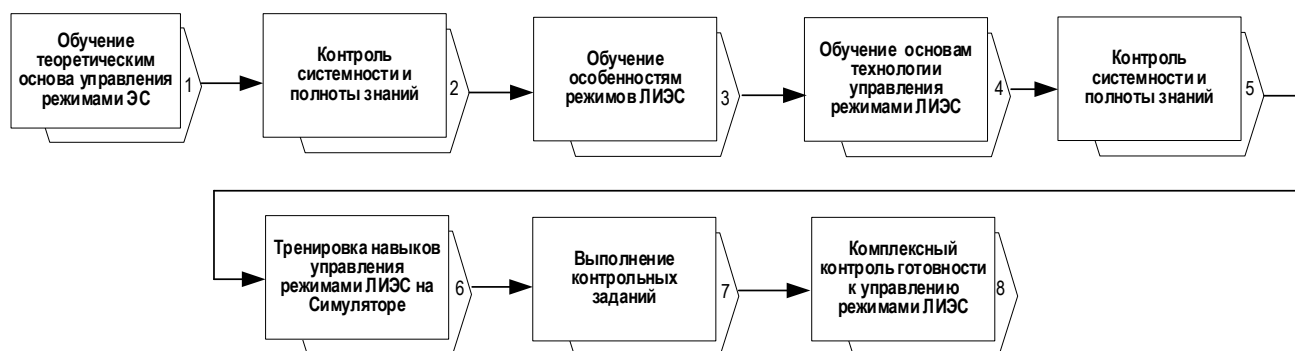 Обучение
теоретическим
основа управления
режимами ЭС
1
Контроль
системности и
полноты знаний
2
Обучение
особенностям
режимов ЛИЭС
3
Обучение основам
технологии
управления
режимами ЛИЭС
4
Контроль
системности и
полноты знаний
5
Тренировка навыков
управления
режимами ЛИЭС на
Симуляторе
6
Выполнение
контрольных
заданий
7
Комплексный
контроль готовности
к управлению
режимами ЛИЭС
8